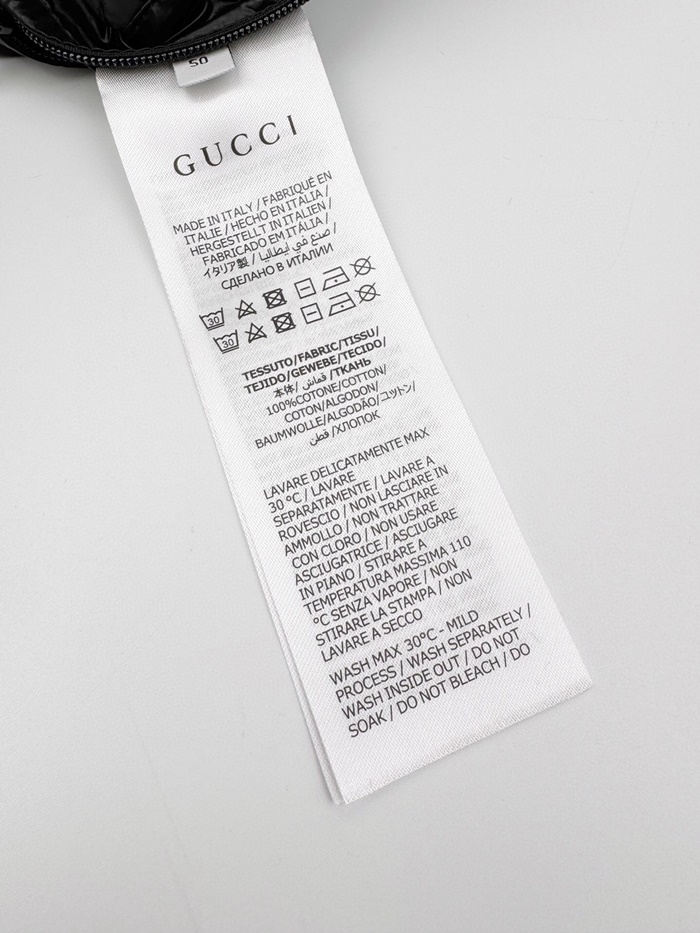 50
GUCCI
MADE IN ITALY / FABRIQUÉ EN
ITALIE / HECHO EN ITALIA /
HERGESTELLT IN ITALIEN /
FABRICADO EM ITÁLIA /
イタリア製 / صنع في ايطاليا /
СДЕЛАНО В ИТАЛИИ
30
30
TESSUTO/FABRIC/TISSU/
TEJIDO/GEWEBE/TECIDO/
本体/ قماش /ТКАНЬ
100%COTONE/COTTON/
COTON/ALGODON/
BAUMWOLLE/ALGODÃO/コットン/
قطن /ХЛОПОК
LAVARE DELICATAMENTE MAX
30 °C / LAVARE
SEPARATAMENTE / LAVARE A
ROVESCIO / NON LASCIARE IN
AMMOLLO / NON TRATTARE
CON CLORO / NON USARE
ASCIUGATRICE / ASCIUGARE
IN PIANO / STIRARE A
TEMPERATURA MASSIMA 110
°C SENZA VAPORE / NON
STIRARE LA STAMPA / NON
LAVARE A SECCO
WASH MAX 30°C - MILD
PROCESS / WASH SEPARATELY /
WASH INSIDE OUT / DO NOT
SOAK / DO NOT BLEACH / DO